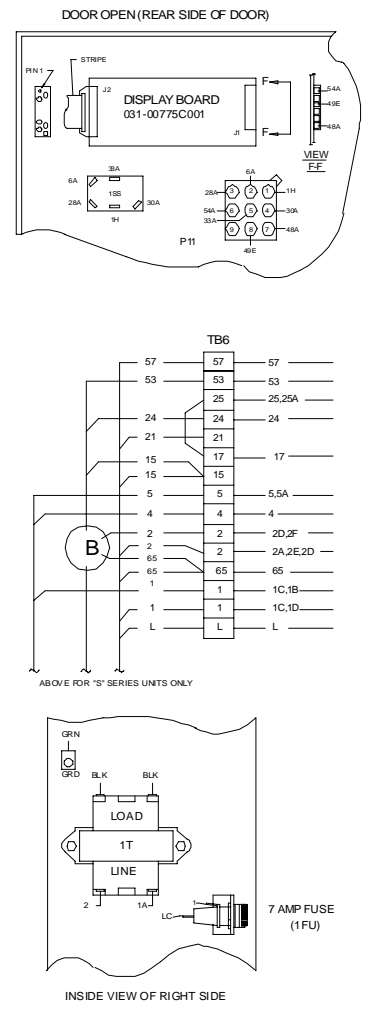 DOOR OPEN (REAR SIDE OF DOOR)
STRIPE
PIN 1
J2
DISPLAY BOARD
031-00775C001
J1
F
F
54A
49E
48A
VIEW
F-F
33A
6A
1SS
28A
30A
1H
6A
28A
3
2
1
1H
54A
6
5
4
30A
33A
9
8
7
48A
49E
P11
TB6
57 57 57
53 53 53
25 25,25A
24 24 24
21 21
15 17 17
15 15
5 5 5,5A
4 4 4
2 2 2D,2F
2 2 2A,2E,2D
65
65 65 65
1 1 1C,1B
1 1 1C,1D
L L L
B
ABOVE FOR "S" SERIES UNITS ONLY
GRN
GRD
BLK
BLK
LOAD
1T
LINE
2
1A
1
LC
7 AMP FUSE
(1FU)
INSIDE VIEW OF RIGHT SIDE